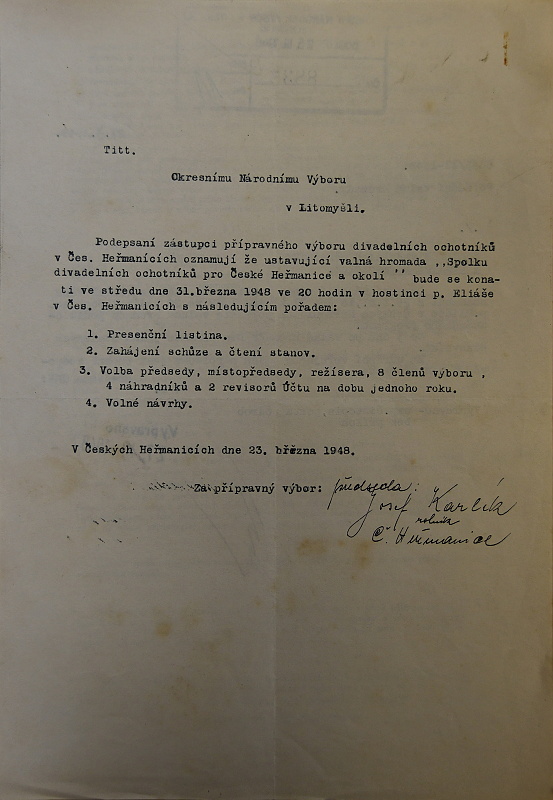 Titt.
Okresnímu Národnímu Výboru
v Litomyšli.
Podepsaní zástupci přípravného výboru divadelních ochotníků
v Čes. Heřmanících oznamují že ustavující valná hromada ,,Spolku
divadelních ochotníků pro České Heřmanice a okolí '' bude se kona-
ti ve středu dne 31.března 1948 ve 20 hodin v hostinci p. Eliáše
v Čes. Heřmanicích s následujícím pořadem:
1. Presenční listina.
2. Zahájení schůze a čtení stanov.
3. Volba předsedy, místopředsedy, režísera, 8 členů výboru ,
4 náhradníků a 2 revisorů Účtu na dobu jednoho roku.
4. Volné návrhy.
V Českých Heřmanicích dne 23. března 1948.
Za přípravný výbor: předseda:
Josef Karlík
rolník
Č. Heřmanice